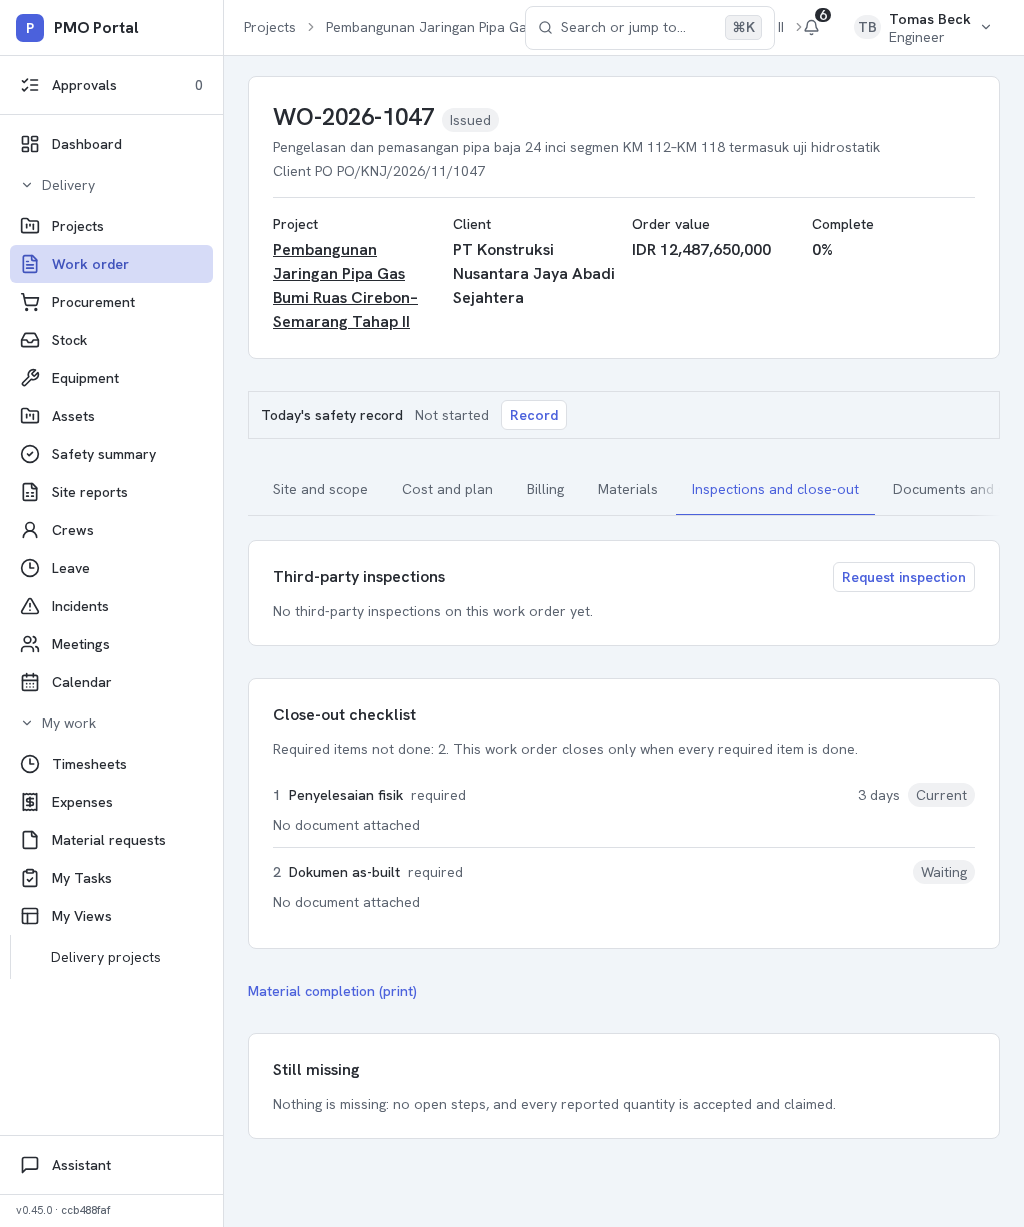 P PMO Portal
Projects > Pembangunan Jaringan Pipa Ga
Search or jump to... ⌘K
II >
6
TB
Tomas Beck
Engineer
Approvals 0
Dashboard
Delivery
Projects
Work order
Procurement
Stock
Equipment
Assets
Safety summary
Site reports
Crews
Leave
Incidents
Meetings
Calendar
My work
Timesheets
Expenses
Material requests
My Tasks
My Views
Delivery projects
Assistant
v0.45.0 · ccb488faf
WO-2026-1047 Issued
Pengelasan dan pemasangan pipa baja 24 inci segmen KM 112–KM 118 termasuk uji hidrostatik
Client PO PO/KNJ/2026/11/1047
Project
Pembangunan
Jaringan Pipa Gas
Bumi Ruas Cirebon–
Semarang Tahap II
Client
PT Konstruksi
Nusantara Jaya Abadi
Sejahtera
Order value
IDR 12,487,650,000
Complete
0%
Today's safety record Not started Record
Site and scope Cost and plan Billing Materials Inspections and close-out Documents and
Third-party inspections Request inspection
No third-party inspections on this work order yet.
Close-out checklist
Required items not done: 2. This work order closes only when every required item is done.
1 Penyelesaian fisik required 3 days Current
No document attached
2 Dokumen as-built required Waiting
No document attached
Material completion (print)
Still missing
Nothing is missing: no open steps, and every reported quantity is accepted and claimed.